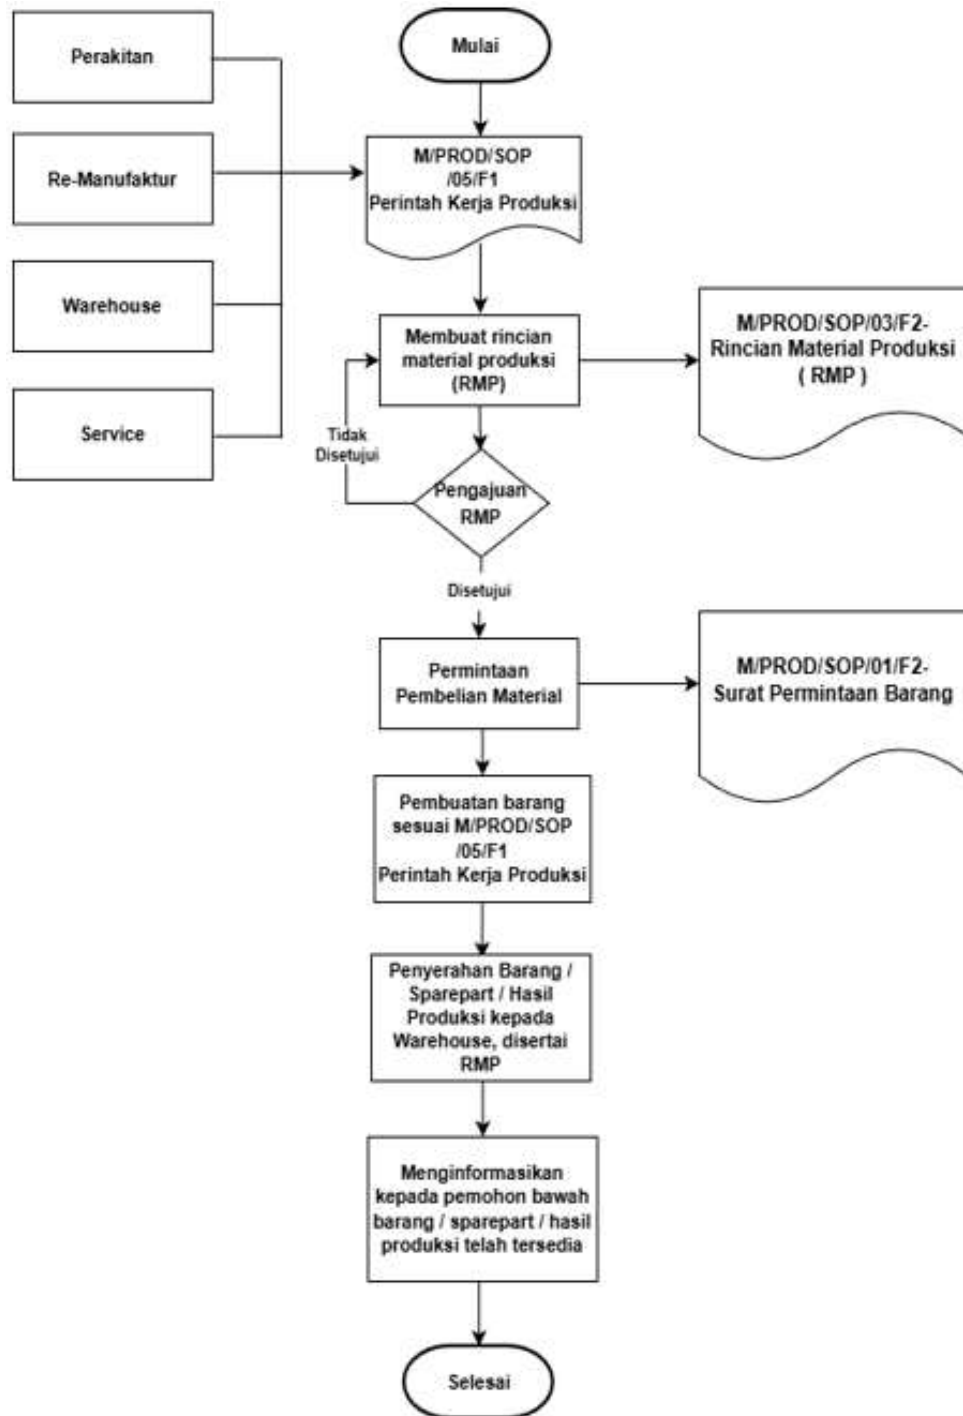 Perakitan
Re-Manufaktur
Warehouse
Service
Mulai
M/PROD/SOP
/05/F1
Perintah Kerja Produksi
Membuat rincian
material produksi
(RMP)
M/PROD/SOP/03/F2-
Rincian Material Produksi
( RMP )
Tidak
Disetujui
Pengajuan
RMP
Disetujui
Permintaan
Pembelian Material
M/PROD/SOP/01/F2-
Surat Permintaan Barang
Pembuatan barang
sesuai M/PROD/SOP
/05/F1
Perintah Kerja Produksi
Penyerahan Barang /
Sparepart / Hasil
Produksi kepada
Warehouse, disertai
RMP
Menginformasikan
kepada pemohon bawah
barang / sparepart / hasil
produksi telah tersedia
Selesai